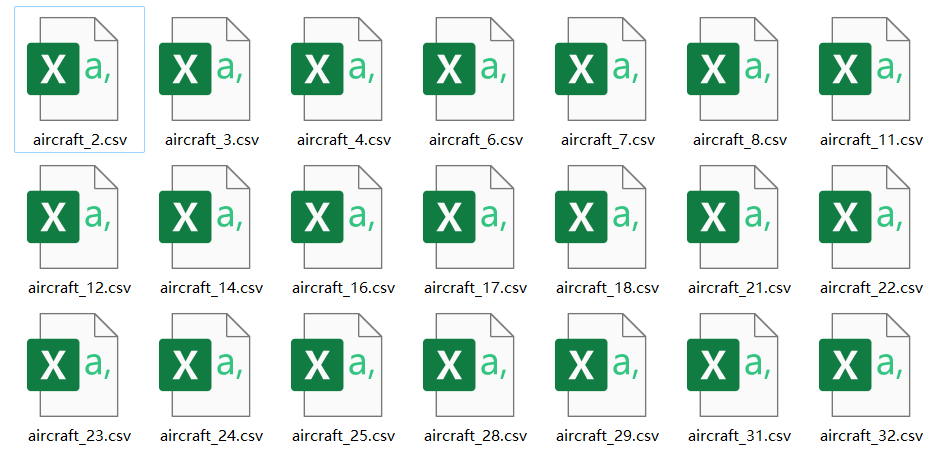 X a, X a, X a, X a, X a, X a, X a,
aircraft_2.csv aircraft_3.csv aircraft_4.csv aircraft_6.csv aircraft_7.csv aircraft_8.csv aircraft_11.csv
X a, X a, X a, X a, X a, X a, X a,
aircraft_12.csv aircraft_14.csv aircraft_16.csv aircraft_17.csv aircraft_18.csv aircraft_21.csv aircraft_22.csv
X a, X a, X a, X a, X a, X a, X a,
aircraft_23.csv aircraft_24.csv aircraft_25.csv aircraft_28.csv aircraft_29.csv aircraft_31.csv aircraft_32.csv